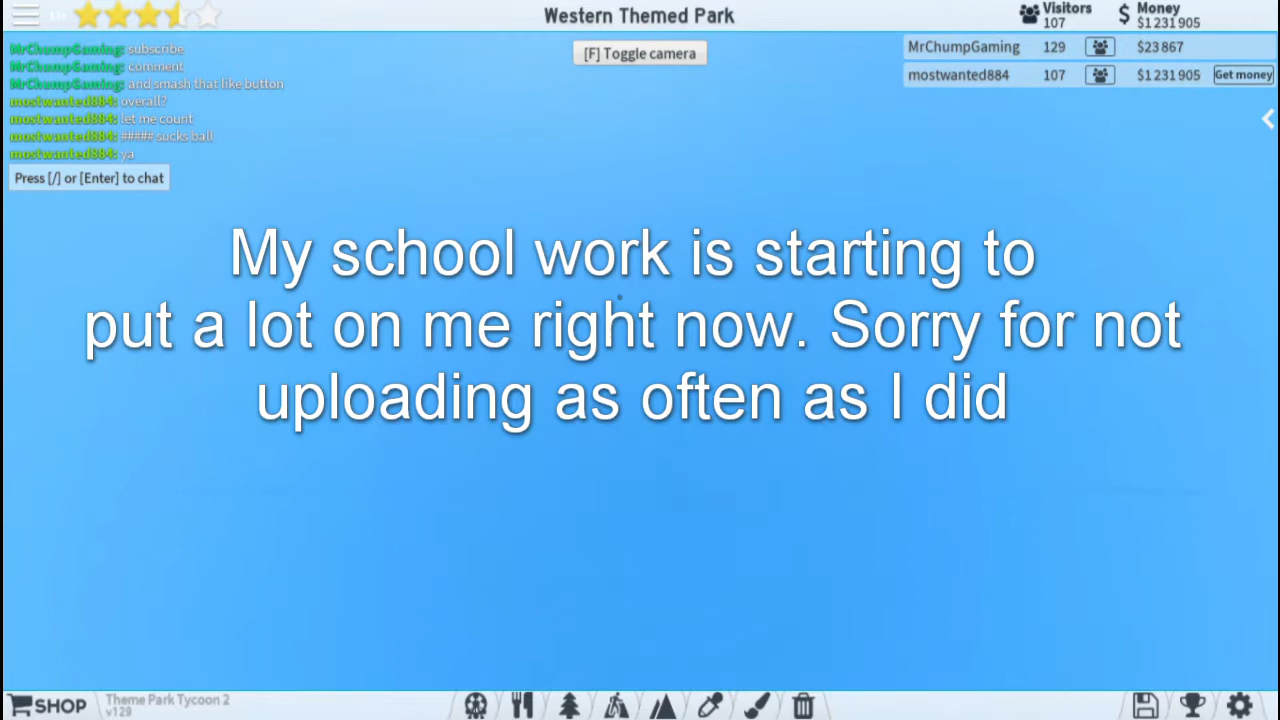 Western Themed Park
Visitors
107
Money
$1 231 905
MrChumpGaming: subscribe
MrChumpGaming: comment
MrChumpGaming: and smash that like button
mostwanted884: overall?
mostwanted884: let me count
mostwanted884: ##### sucks ball
mostwanted884: ya
Press [/] or [Enter] to chat
[F] Toggle camera
MrChumpGaming 129 $23 867
mostwanted884 107 $1 231 905 Get money
My school work is starting to
put a lot on me right now. Sorry for not
uploading as often as I did
SHOP
Theme Park Tycoon 2
v129